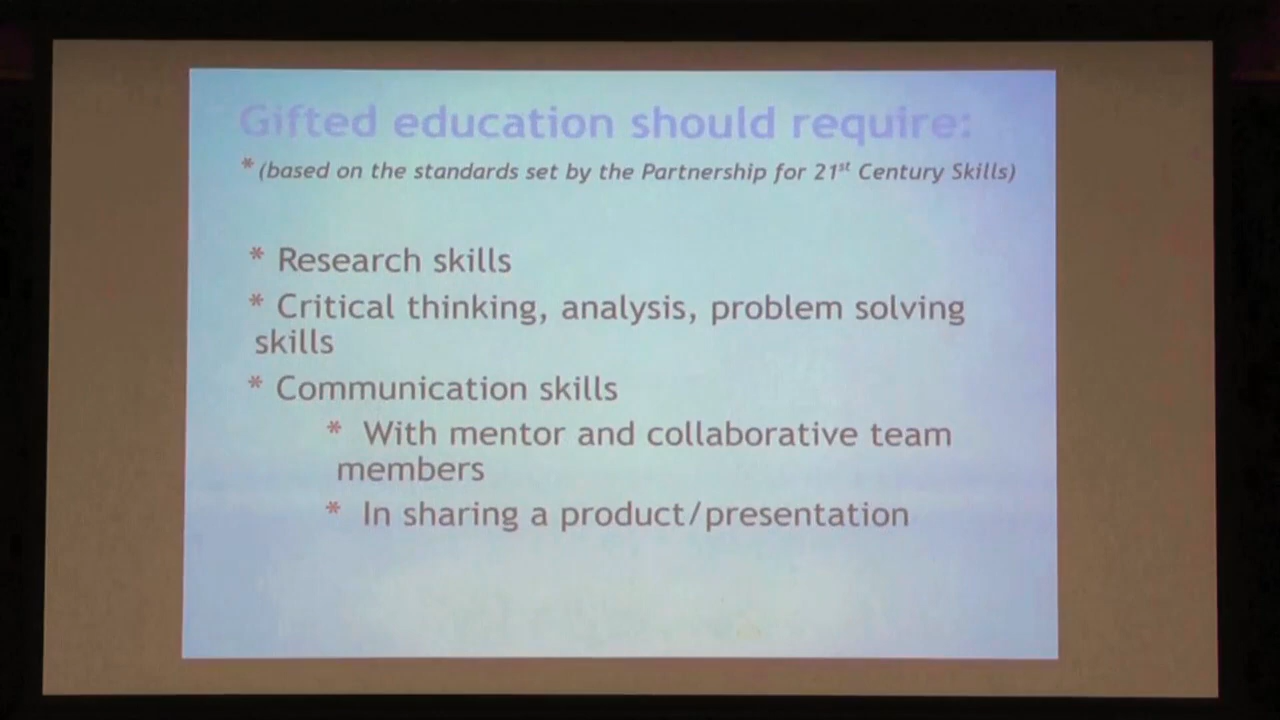 Gifted education should require:
* (based on the standards set by the Partnership for 21st Century Skills)
* Research skills
* Critical thinking, analysis, problem solving
skills
* Communication skills
* With mentor and collaborative team
members
* In sharing a product/presentation